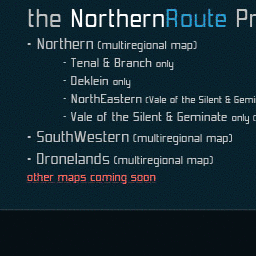 the NorthernRoute Pr
- Northern (multiregional map)
- Tenal & Branch only
- Deklein only
- NorthEastern (Vale of the Silent & Gemi
- Vale of the Silent & Geminate only (
- SouthWestern (multiregional map)
- Dronelands (multiregional map)
other maps coming soon